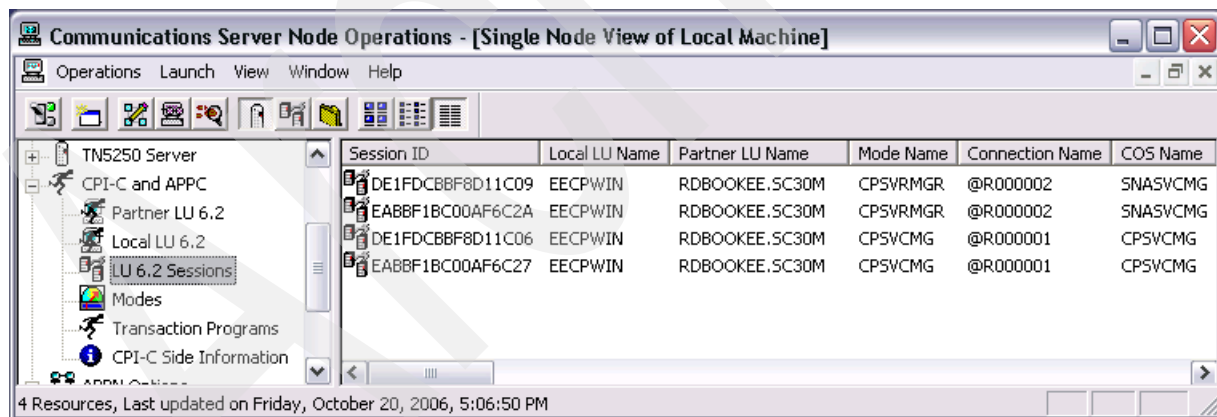 Communications Server Node Operations - [Single Node View of Local Machine]
Operations Launch View Window Help
TN5250 Server
CPI-C and APPC
Partner LU 6.2
Local LU 6.2
LU 6.2 Sessions
Modes
Transaction Programs
CPI-C Side Information
APPN Options
Session ID Local LU Name Partner LU Name Mode Name Connection Name COS Name
DE1FDCBBF8D11C09 EECPWIN RDBOOKEE.SC30M CPSVRMGR @R000002 SNASVCMG
EABBF1BC00AF6C2A EECPWIN RDBOOKEE.SC30M CPSVRMGR @R000002 SNASVCMG
DE1FDCBBF8D11C06 EECPWIN RDBOOKEE.SC30M CPSVCMG @R000001 CPSVCMG
EABBF1BC00AF6C27 EECPWIN RDBOOKEE.SC30M CPSVCMG @R000001 CPSVCMG
4 Resources, Last updated on Friday, October 20, 2006, 5:06:50 PM